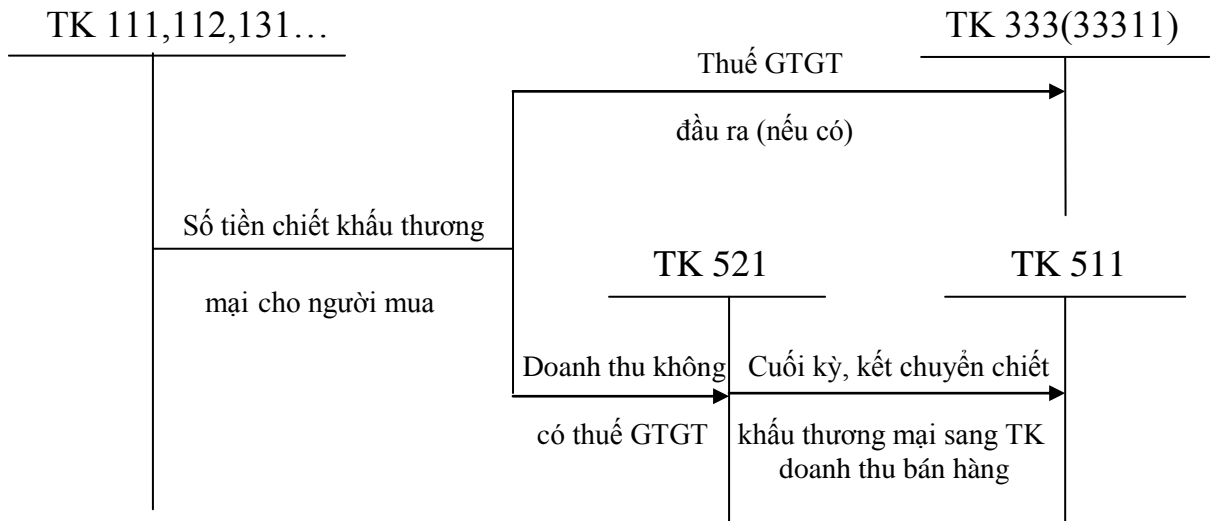 TK 111,112,131…
TK 333(33311)
Thuế GTGT
đầu ra (nếu có)
Số tiền chiết khấu thương
mại cho người mua
TK 521
TK 511
Doanh thu không
có thuế GTGT
Cuối kỳ, kết chuyển chiết
khấu thương mại sang TK
doanh thu bán hàng